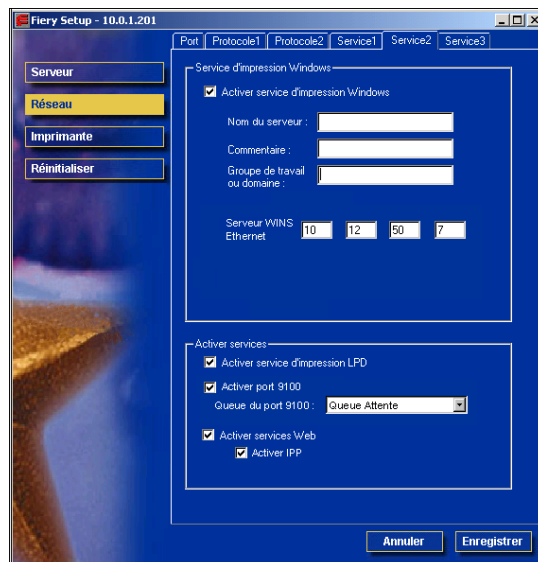 Fiery Setup - 10.0.1.201
Port Protocole1 Protocole2 Service1 Service2 Service3
Serveur
Réseau
Imprimante
Réinitialiser
Service d'impression Windows
Activer service d'impression Windows
Nom du serveur :
Commentaire :
Groupe de travail
ou domaine :
Serveur WINS
Ethernet
10 12 50 7
Activer services
Activer service d'impression LPD
Activer port 9100
Queue du port 9100 : Queue Attente
Activer services Web
Activer IPP
Annuler Enregistrer